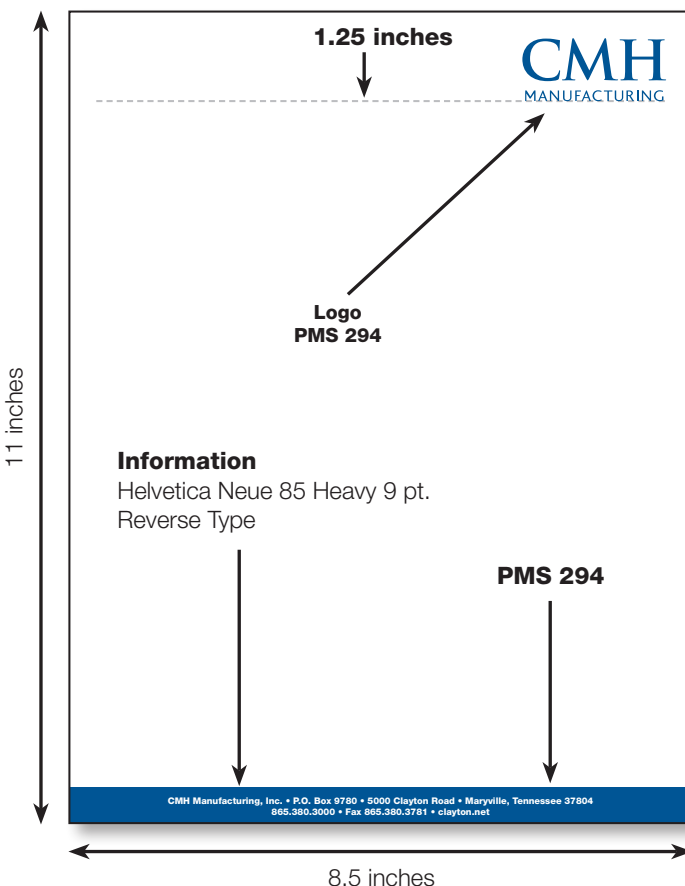 1.25 inches
CMH
MANUFACTURING
Logo
PMS 294
11 inches
Information
Helvetica Neue 85 Heavy 9 pt.
Reverse Type
PMS 294
CMH Manufacturing, Inc. • P.O. Box 9780 • 5000 Clayton Road • Maryville, Tennessee 37804
865.380.3000 • Fax 865.380.3781 • clayton.net
8.5 inches